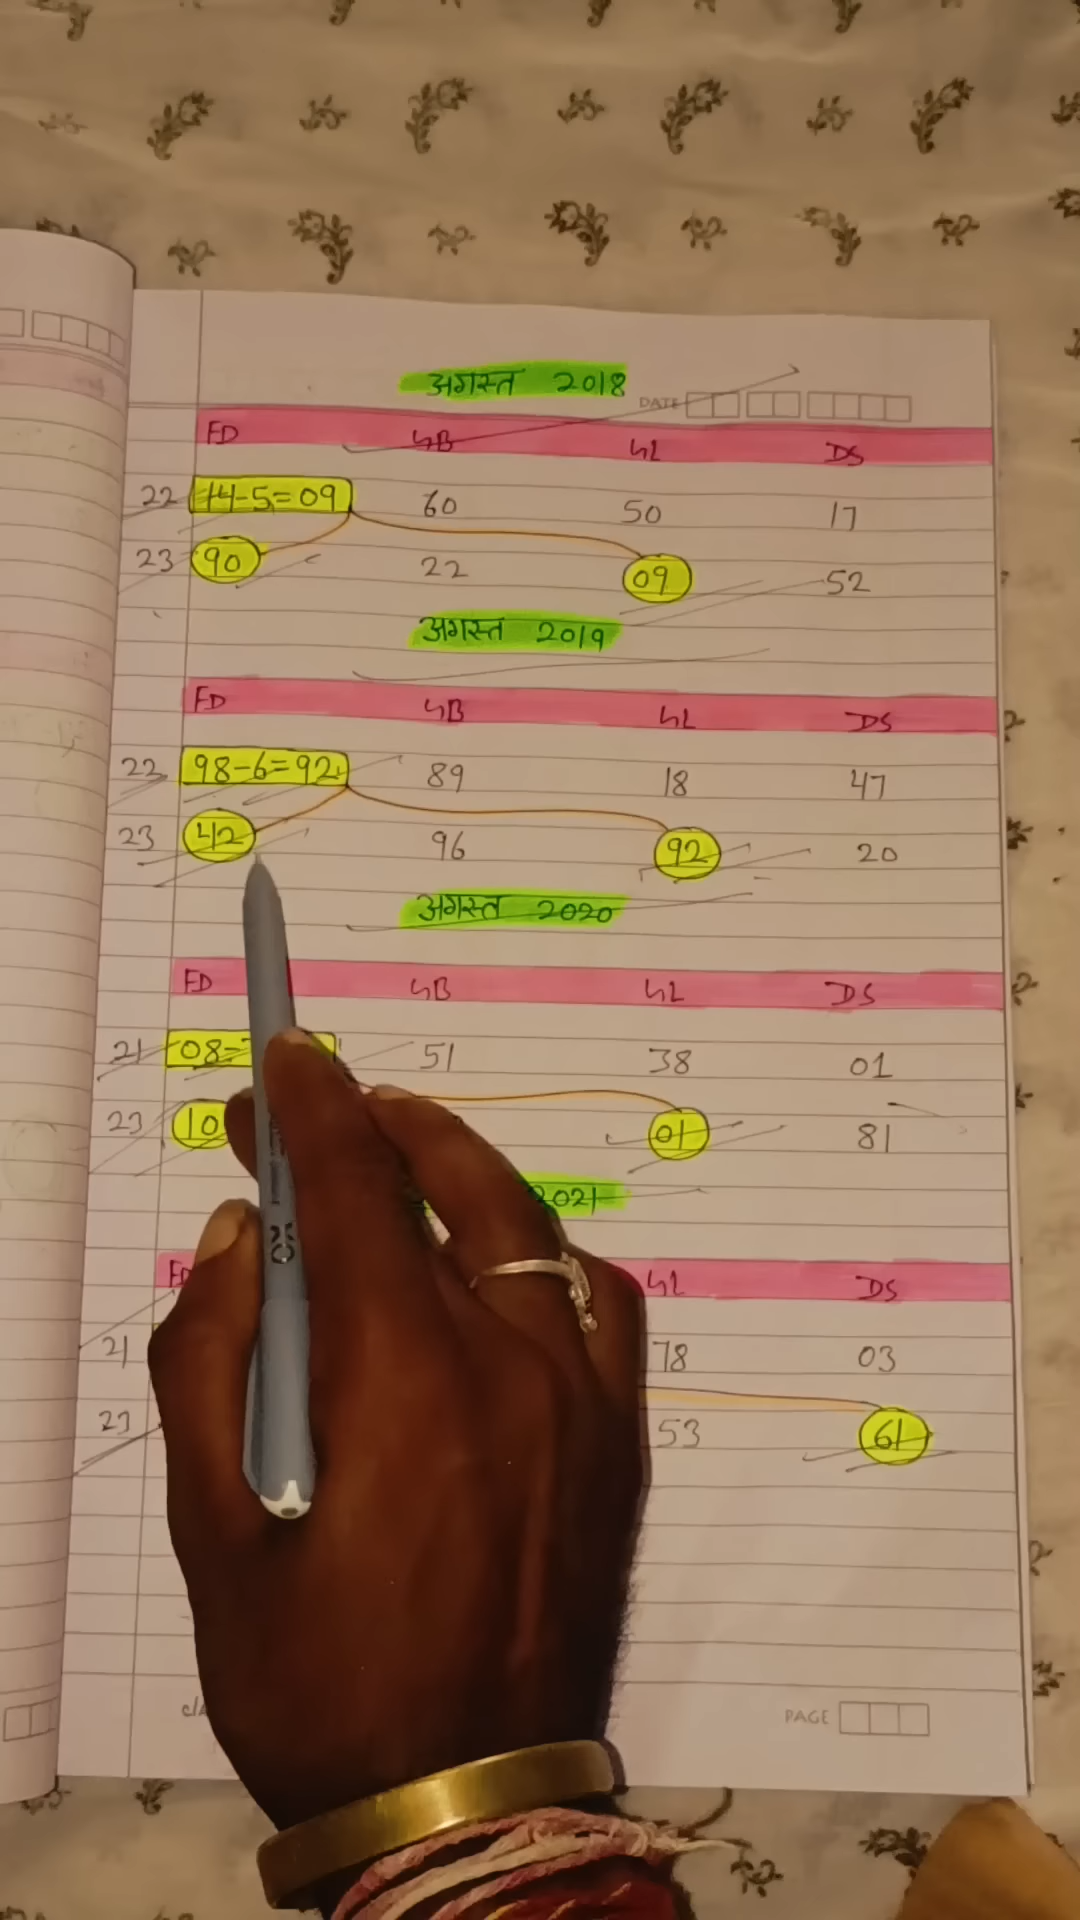 अगस्त 2018
DATE
FD GB GL DS
22 14-5=09 60 50 17
23 90 22 09 52
अगस्त 2019
FD GB GL DS
22 98-6=92 89 18 47
23 42 96 92 20
अगस्त 2020
FD GB GL DS
21 08- 51 38 01
23 10 01 81
2021
FD GL DS
21 78 03
23 53 61
PAGE